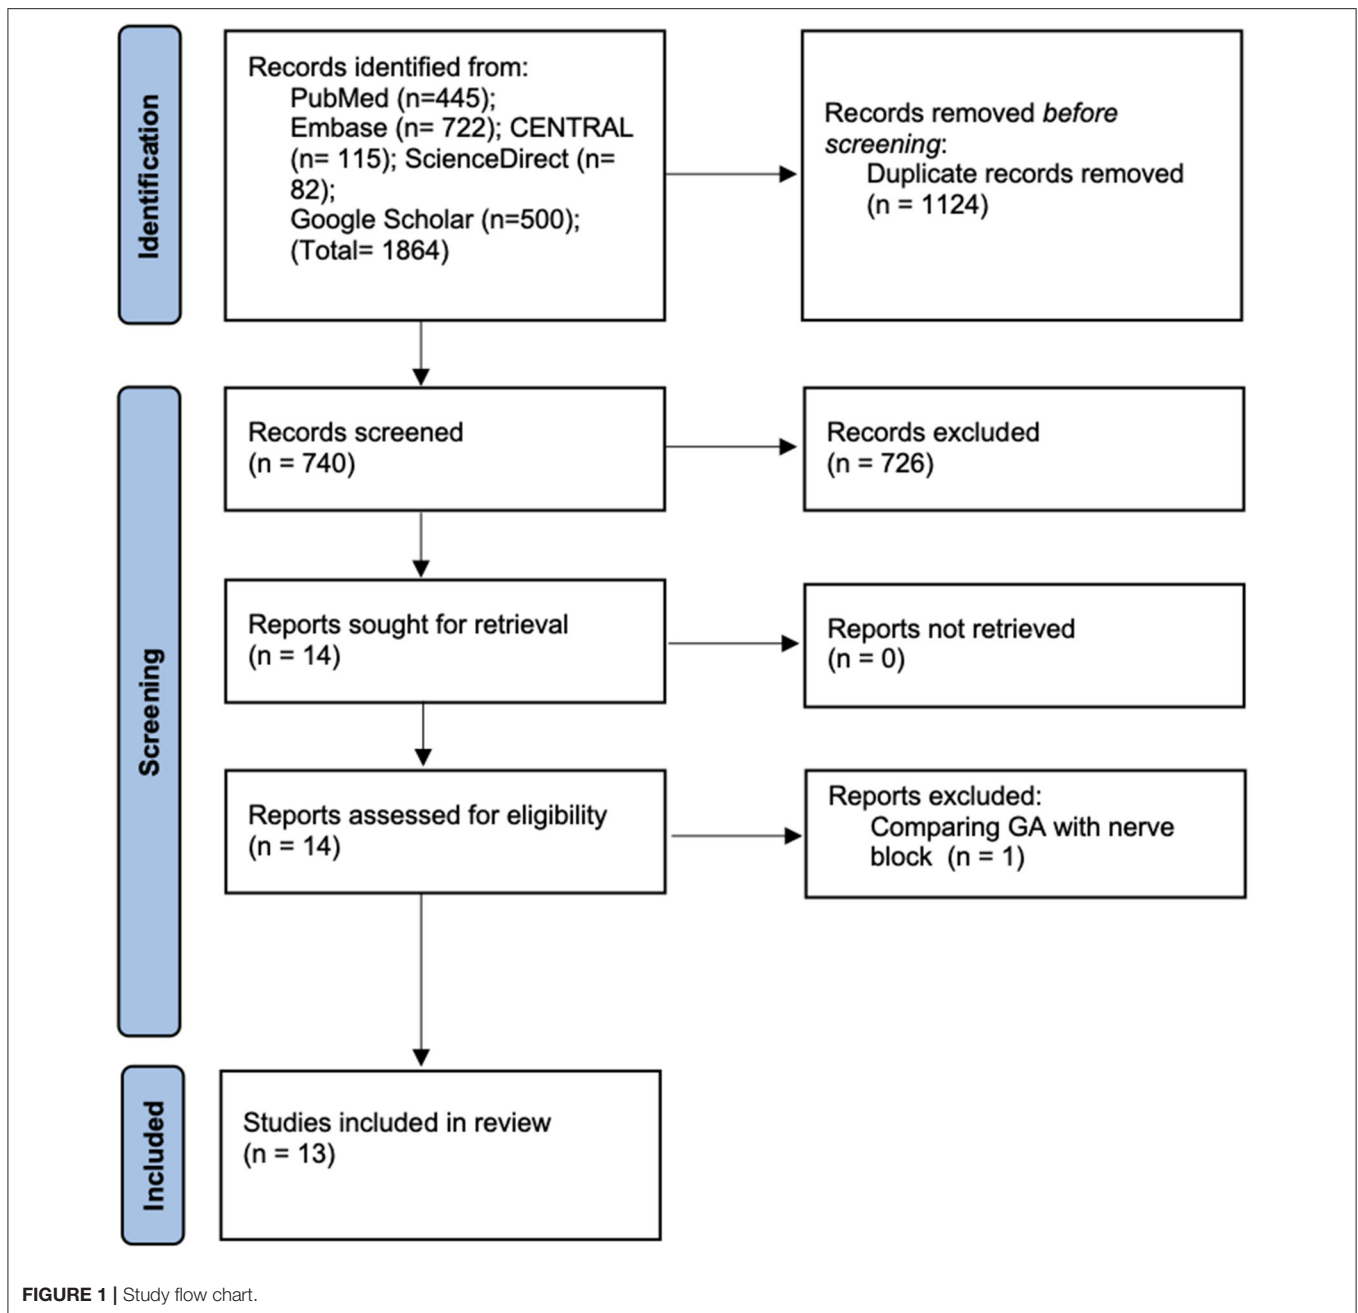 Identification
Records identified from:
PubMed (n=445);
Embase (n= 722); CENTRAL
(n= 115); ScienceDirect (n=
82);
Google Scholar (n=500);
(Total= 1864)
Records removed before
screening:
Duplicate records removed
(n = 1124)
Screening
Records screened
(n = 740)
Records excluded
(n = 726)
Reports sought for retrieval
(n = 14)
Reports not retrieved
(n = 0)
Reports assessed for eligibility
(n = 14)
Reports excluded:
Comparing GA with nerve
block (n = 1)
Included
Studies included in review
(n = 13)
FIGURE 1 | Study flow chart.